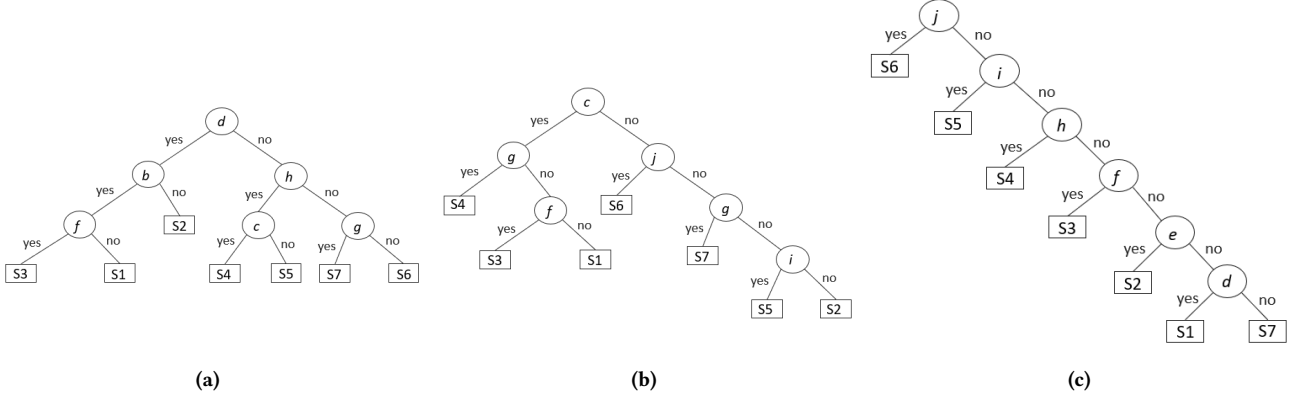 d
yes no
b h
yes no yes no
f S2 c g
yes no yes no yes no
S3 S1 S4 S5 S7 S6
(a)
c
yes no
g j
yes no yes no
S4 f S6 g
yes no yes no
S3 S1 S7 i
yes no
S5 S2
(b)
j
yes no
S6 i
yes no
S5 h
yes no
S4 f
yes no
S3 e
yes no
S2 d
yes no
S1 S7
(c)